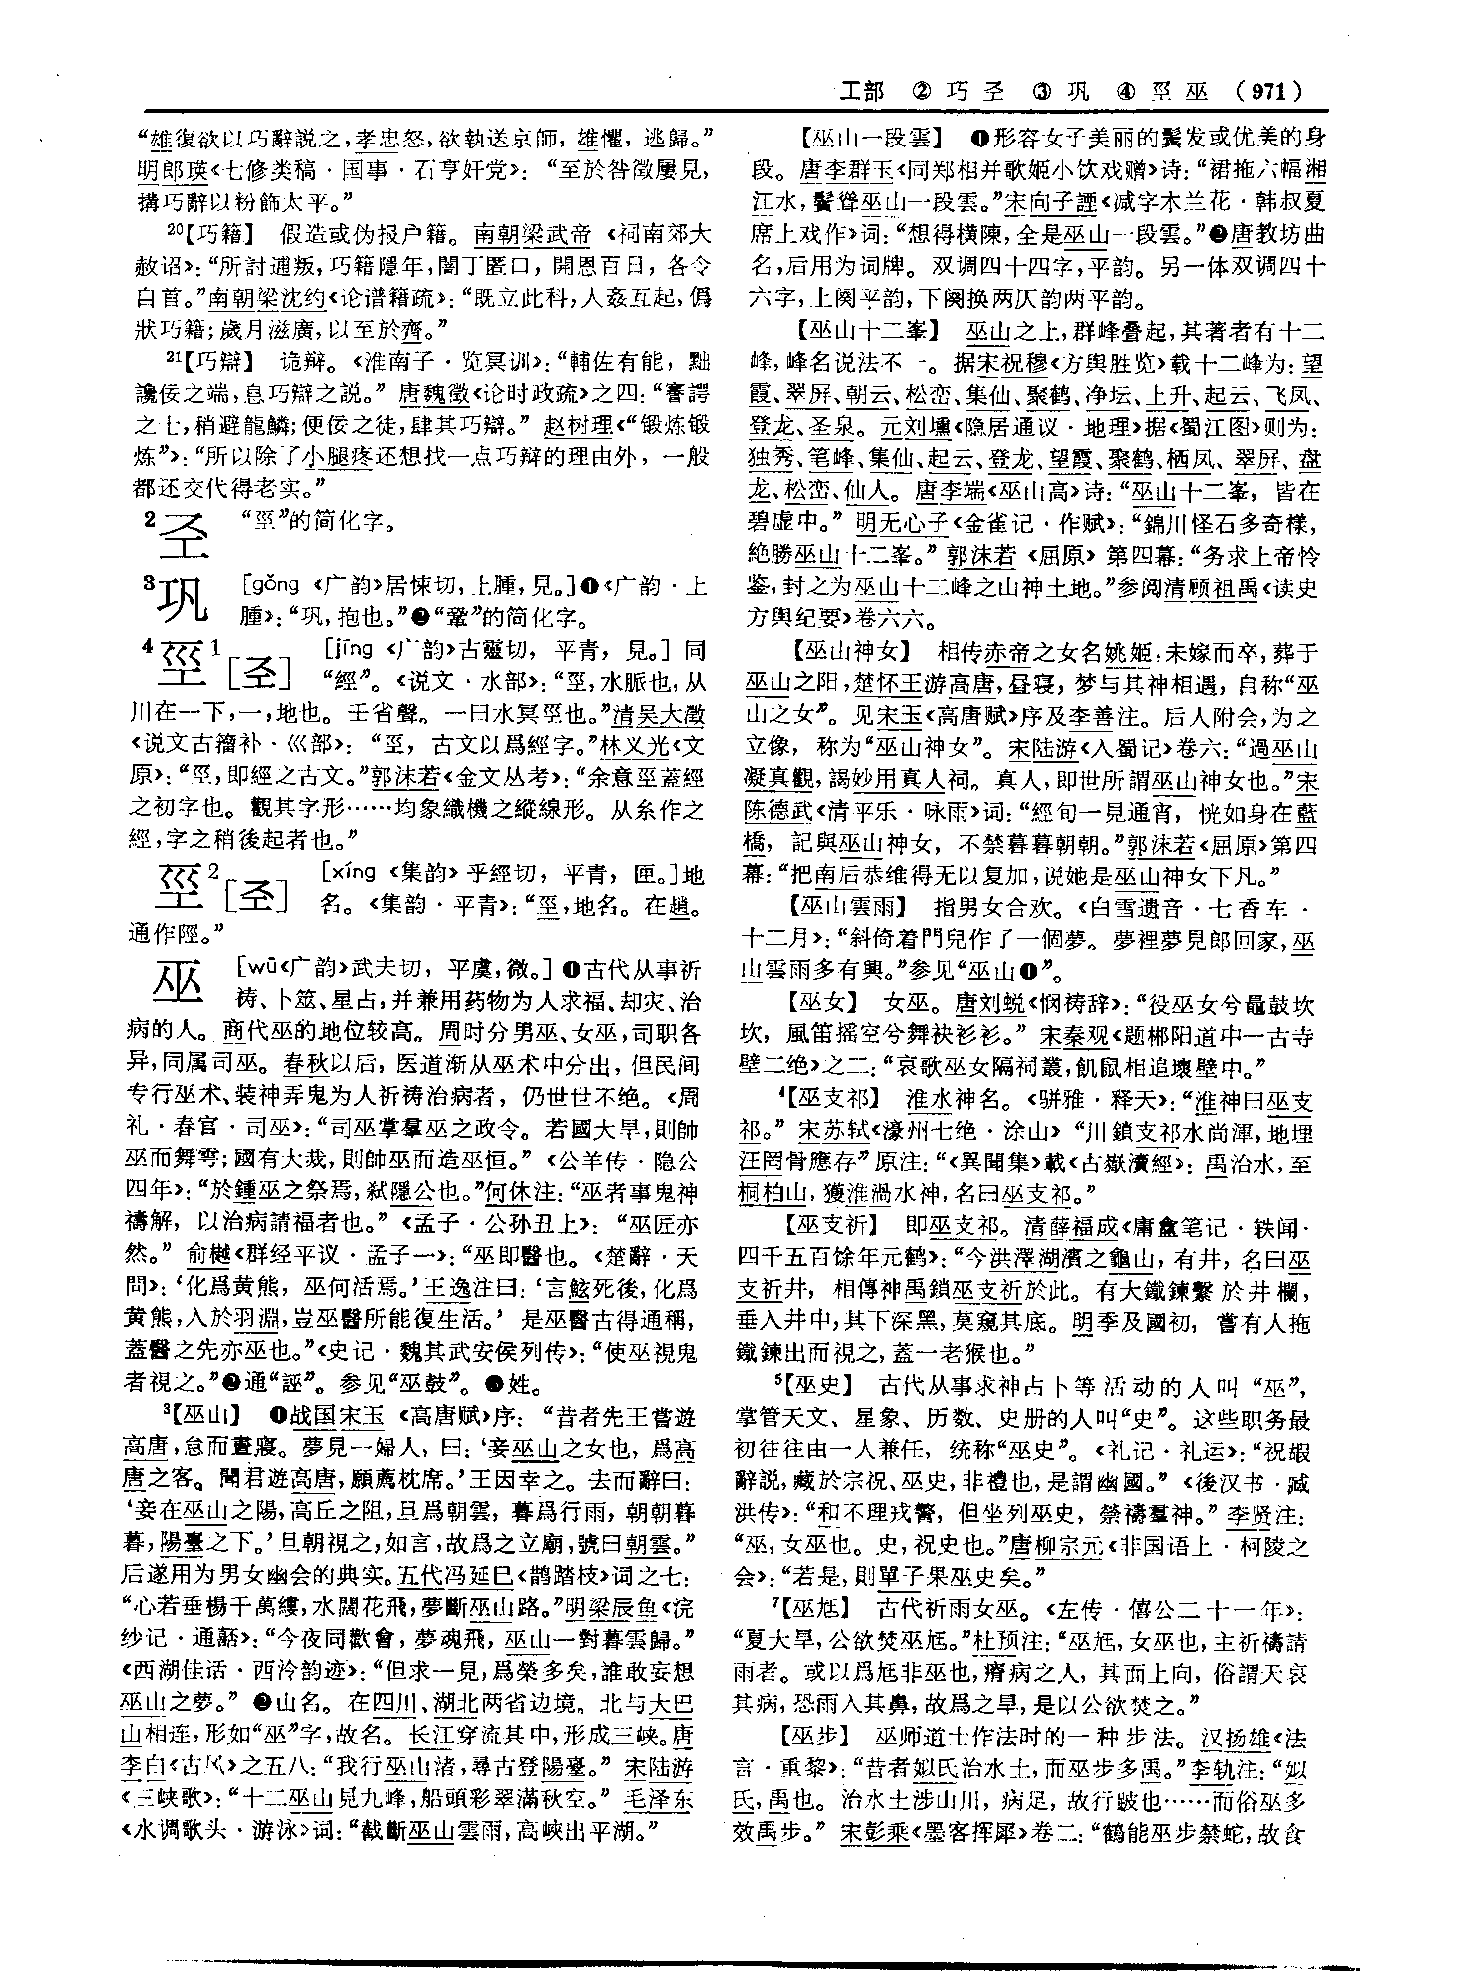 工部 ② 巧 圣 ③ 巩 ④ 巠 巫 (971)
“雄復欲以巧辭説之,孝忠怒,欲執送京師,雄懼,逃歸。”
明郎瑛《七修类稿·国事·石亨奸党》:“至於咎徵屢見,
搆巧辭以粉飾太平。”
20【巧籍】 假造或伪报户籍。南朝梁武帝《祠南郊大
赦诏》:“所討逋叛,巧籍隱年,闇丁匿口,開恩百日,各令
自首。”南朝梁沈约《论谱籍疏》:“既立此科,人姦互起,僞
狀巧籍;歲月滋廣,以至於齊。”
21【巧辯】 诡辩。《淮南子·览冥训》:“輔佐有能,黜
讒佞之端,息巧辯之説。”唐魏徵《论时政疏》之四:“謇諤
之士,稍避龍鱗;便佞之徒,肆其巧辯。”赵树理《“锻炼锻
炼”》:“所以除了小腿疼还想找一点巧辩的理由外,一般
都还交代得老实。”
2 圣 “巠”的简化字。
3 巩 [gǒng《广韵》居悚切,上腫,見。]❶《广韵·上
腫》:“巩,抱也。”❷“鞏”的简化字。
4 巠1[圣] [jīng《广韵》古靈切,平青,見。]同
“經”。《说文·水部》:“巠,水脈也,从
川在一下,一,地也。壬省聲。一曰水冥巠也。”清吴大澂
《说文古籀补·巛部》:“巠,古文以爲經字。”林义光《文
原》:“巠,即經之古文。”郭沫若《金文丛考》:“余意巠蓋經
之初字也。觀其字形……均象織機之縱線形。从糸作之
經,字之稍後起者也。”
巠2[圣] [xíng《集韵》乎經切,平青,匣。]地
名。《集韵·平青》:“巠,地名。在趙。
通作陘。”
巫 [wū《广韵》武夫切,平虞,微。]❶古代从事祈
祷、卜筮、星占,并兼用药物为人求福、却灾、治
病的人。商代巫的地位较高。周时分男巫、女巫,司职各
异,同属司巫。春秋以后,医道渐从巫术中分出,但民间
专行巫术、装神弄鬼为人祈祷治病者,仍世世不绝。《周
礼·春官·司巫》:“司巫掌羣巫之政令。若國大旱,則帥
巫而舞雩;國有大烖,則帥巫而造巫恒。”《公羊传·隐公
四年》:“於鍾巫之祭焉,弑隱公也。”何休注:“巫者事鬼神
禱解,以治病請福者也。”《孟子·公孙丑上》:“巫匠亦
然。”俞樾《群经平议·孟子一》:“巫即醫也。《楚辭·天
問》:‘化爲黄熊,巫何活焉。’王逸注曰:‘言鮌死後,化爲
黄熊,入於羽淵,豈巫醫所能復生活。’是巫醫古得通稱,
蓋醫之先亦巫也。”《史记·魏其武安侯列传》:“使巫視鬼
者視之。”❷通“誣”。参见“巫鼓”。❸姓。
3【巫山】 ❶战国宋玉《高唐赋》序:“昔者先王嘗遊
高唐,怠而晝寢。夢見一婦人,曰:‘妾巫山之女也,爲高
唐之客。聞君遊高唐,願薦枕席。’王因幸之。去而辭曰:
‘妾在巫山之陽,高丘之阻,旦爲朝雲,暮爲行雨,朝朝暮
暮,陽臺之下。’旦朝視之,如言,故爲之立廟,號曰朝雲。”
后遂用为男女幽会的典实。五代冯延巳《鹊踏枝》词之七:
“心若垂楊千萬縷,水闊花飛,夢斷巫山路。”明梁辰鱼《浣
纱记·通嚭》:“今夜同歡會,夢魂飛,巫山一對暮雲歸。”
《西湖佳话·西泠韵迹》:“但求一見,爲榮多矣,誰敢妄想
巫山之夢。”❷山名。在四川、湖北两省边境。北与大巴
山相连,形如“巫”字,故名。长江穿流其中,形成三峡。唐
李白《古风》之五八:“我行巫山渚,尋古登陽臺。”宋陆游
《三峡歌》:“十二巫山見九峰,船頭彩翠滿秋空。”毛泽东
《水调歌头·游泳》词:“截斷巫山雲雨,高峽出平湖。”
【巫山一段雲】 ❶形容女子美丽的鬓发或优美的身
段。唐李群玉《同郑相并歌姬小饮戏赠》诗:“裙拖六幅湘
江水,鬢聳巫山一段雲。”宋向子諲《减字木兰花·韩叔夏
席上戏作》词:“想得横陳,全是巫山一段雲。”❷唐教坊曲
名,后用为词牌。双调四十四字,平韵。另一体双调四十
六字,上阕平韵,下阕换两仄韵两平韵。
【巫山十二峯】 巫山之上,群峰叠起,其著者有十二
峰,峰名说法不一。据宋祝穆《方舆胜览》载十二峰为:望
霞、翠屏、朝云、松峦、集仙、聚鹤、净坛、上升、起云、飞凤、
登龙、圣泉。元刘壎《隐居通议·地理》据《蜀江图》则为:
独秀、笔峰、集仙、起云、登龙、望霞、聚鹤、栖凤、翠屏、盘
龙、松峦、仙人。唐李端《巫山高》诗:“巫山十二峯,皆在
碧虚中。”明无心子《金雀记·作赋》:“錦川怪石多奇樣,
絶勝巫山十二峯。”郭沫若《屈原》第四幕:“务求上帝怜
鉴,封之为巫山十二峰之山神土地。”参阅清顾祖禹《读史
方舆纪要》卷六六。
【巫山神女】 相传赤帝之女名姚姬,未嫁而卒,葬于
巫山之阳,楚怀王游高唐,昼寝,梦与其神相遇,自称“巫
山之女”。见宋玉《高唐赋》序及李善注。后人附会,为之
立像,称为“巫山神女”。宋陆游《入蜀记》卷六:“過巫山
凝真觀,謁妙用真人祠。真人,即世所謂巫山神女也。”宋
陈德武《清平乐·咏雨》词:“經旬一見通宵,恍如身在藍
橋,記與巫山神女,不禁暮暮朝朝。”郭沫若《屈原》第四
幕:“把南后恭维得无以复加,说她是巫山神女下凡。”
【巫山雲雨】 指男女合欢。《白雪遗音·七香车·
十二月》:“斜倚着門兒作了一個夢。夢裡夢見郎回家,巫
山雲雨多有興。”参见“巫山❶”。
【巫女】 女巫。唐刘蜕《悯祷辞》:“役巫女兮鼂鼓坎
坎,風笛摇空兮舞袂衫衫。”宋秦观《题郴阳道中一古寺
壁二绝》之二:“哀歌巫女隔祠叢,飢鼠相追壞壁中。”
4【巫支祁】 淮水神名。《骈雅·释天》:“淮神曰巫支
祁。”宋苏轼《濠州七绝·涂山》“川鎖支祁水尚渾,地埋
汪罔骨應存”原注:“《異聞集》載《古嶽瀆經》:禹治水,至
桐柏山,獲淮渦水神,名曰巫支祁。”
【巫支祈】 即巫支祁。清薛福成《庸盦笔记·轶闻·
四千五百馀年元鹤》:“今洪澤湖濱之龜山,有井,名曰巫
支祈井,相傳神禹鎖巫支祈於此。有大鐵鍊繫於井欄,
垂入井中,其下深黑,莫窺其底。明季及國初,嘗有人拖
鐵鍊出而視之,蓋一老猴也。”
5【巫史】 古代从事求神占卜等活动的人叫“巫”,
掌管天文、星象、历数、史册的人叫“史”。这些职务最
初往往由一人兼任,统称“巫史”。《礼记·礼运》:“祝嘏
辭説,藏於宗祝、巫史,非禮也,是謂幽國。”《後汉书·臧
洪传》:“和不理戎警,但坐列巫史,禜禱羣神。”李贤注:
“巫,女巫也。史,祝史也。”唐柳宗元《非国语上·柯陵之
会》:“若是,則單子果巫史矣。”
7【巫尪】 古代祈雨女巫。《左传·僖公二十一年》:
“夏大旱,公欲焚巫尪。”杜预注:“巫尪,女巫也,主祈禱請
雨者。或以爲尪非巫也,瘠病之人,其面上向,俗謂天哀
其病,恐雨入其鼻,故爲之旱,是以公欲焚之。”
【巫步】 巫师道士作法时的一种步法。汉扬雄《法
言·重黎》:“昔者姒氏治水土,而巫步多禹。”李轨注:“姒
氏,禹也。治水土涉山川,病足,故行跛也……而俗巫多
效禹步。”宋彭乘《墨客挥犀》卷二:“鶴能巫步禁蛇,故食